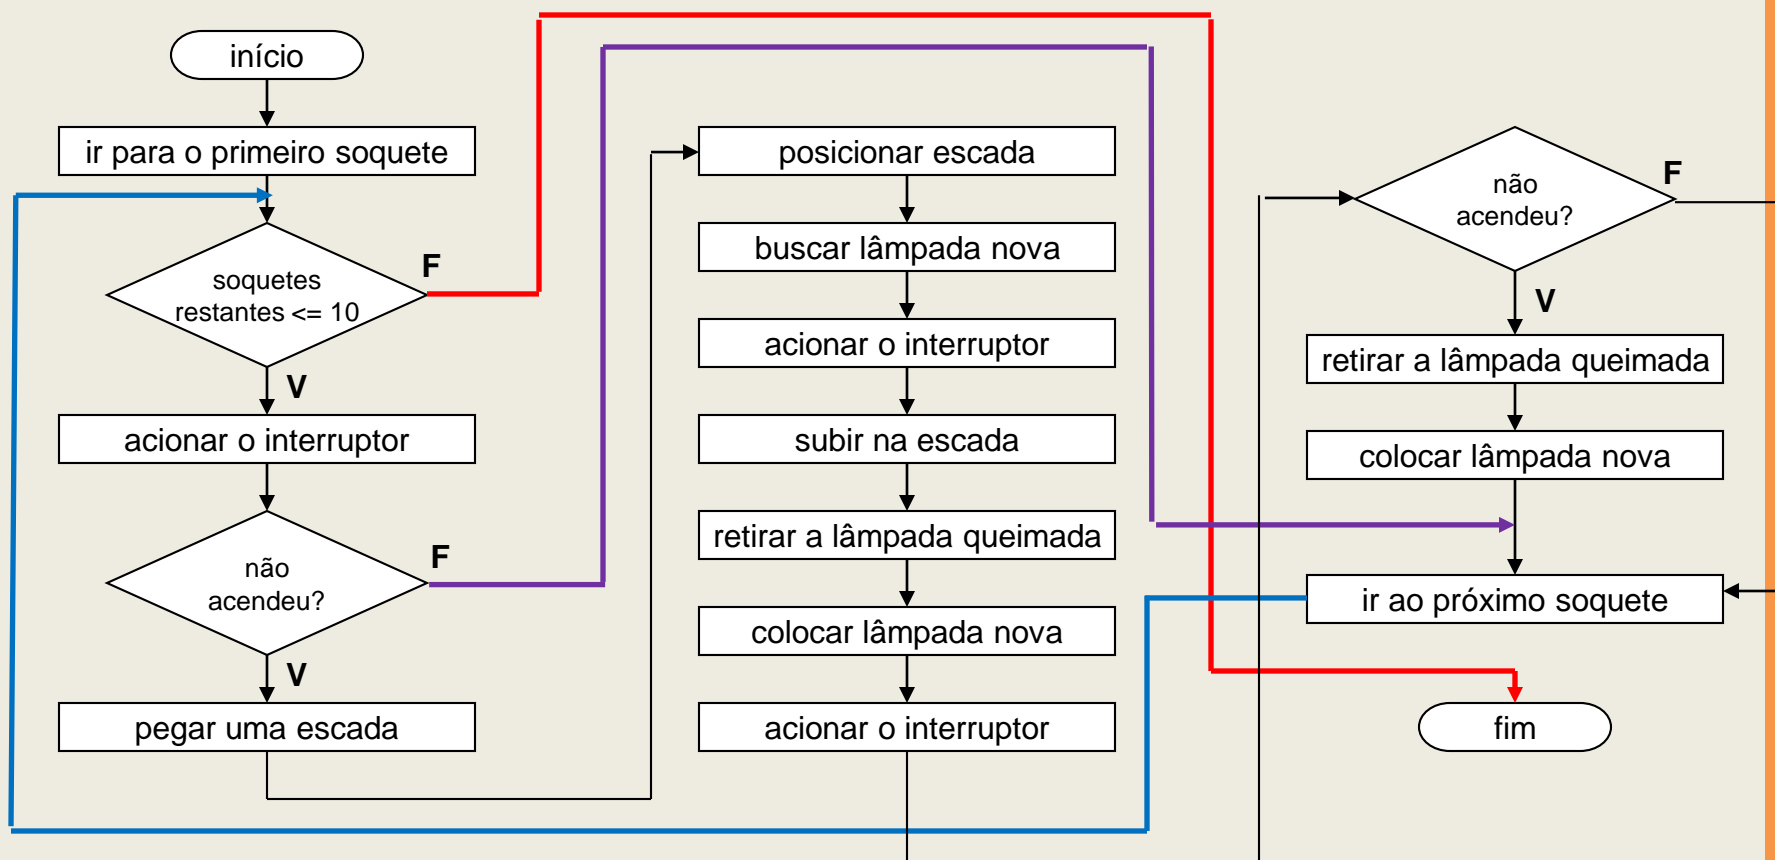 início
ir para o primeiro soquete
soquetes
restantes <= 10
F
V
acionar o interruptor
não
acendeu?
F
V
pegar uma escada
posicionar escada
buscar lâmpada nova
acionar o interruptor
subir na escada
retirar a lâmpada queimada
colocar lâmpada nova
acionar o interruptor
não
acendeu?
F
V
retirar a lâmpada queimada
colocar lâmpada nova
ir ao próximo soquete
fim